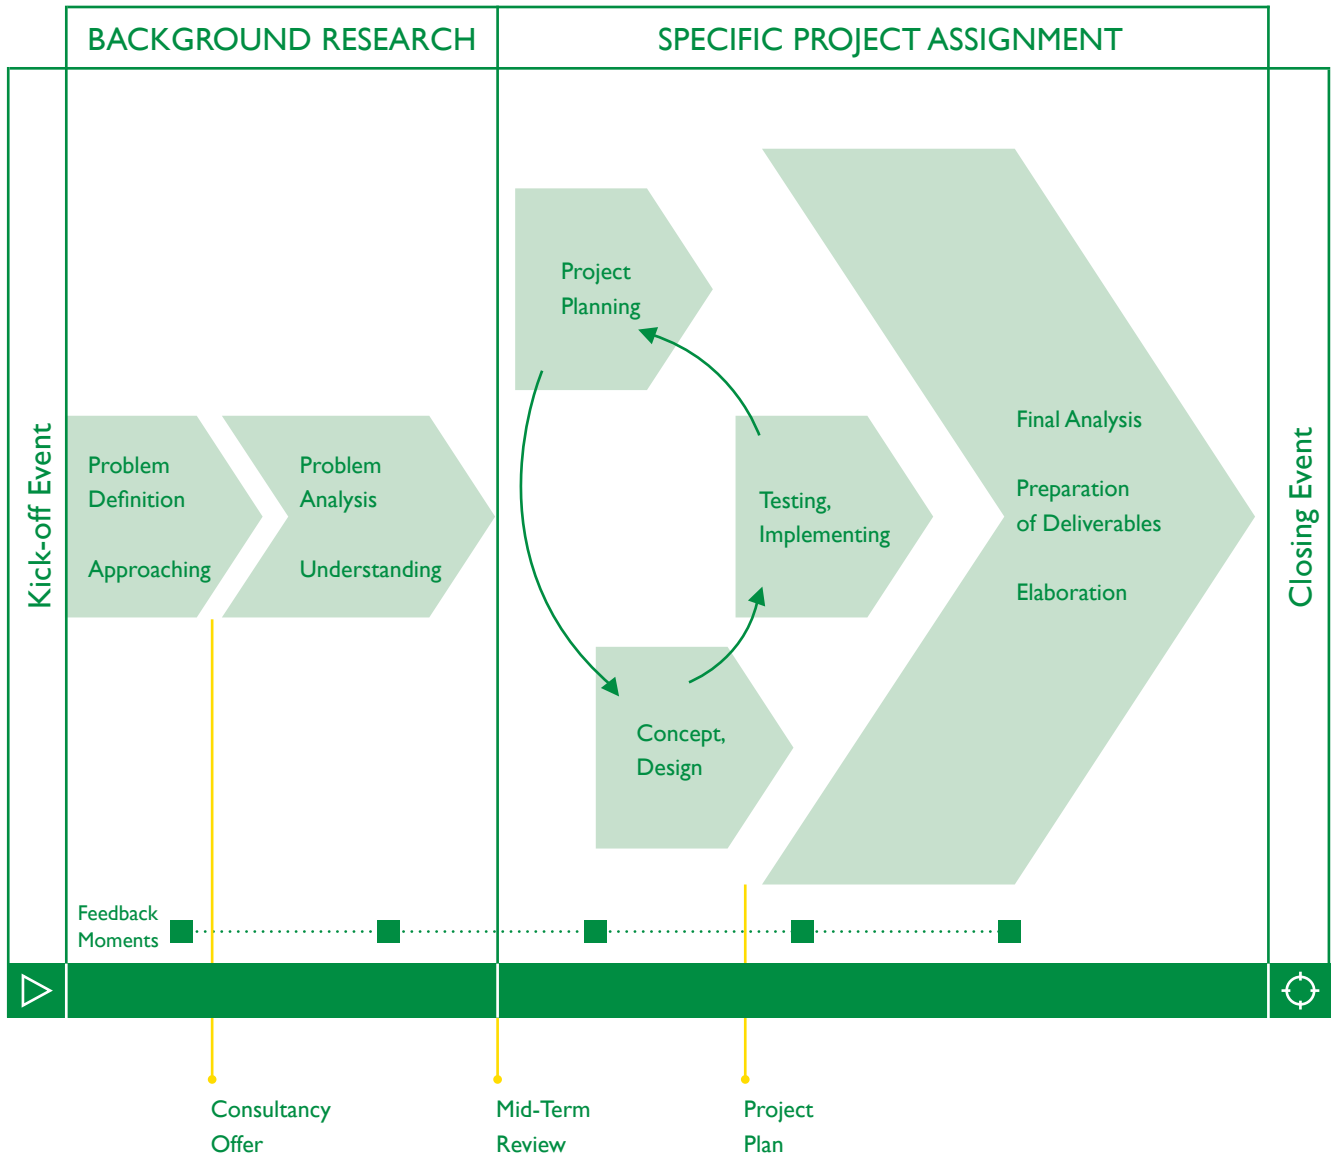 BACKGROUND RESEARCH
SPECIFIC PROJECT ASSIGNMENT
Kick-off Event
Problem
Definition
Approaching
Problem
Analysis
Understanding
Project
Planning
Testing,
Implementing
Concept,
Design
Final Analysis
Preparation
of Deliverables
Elaboration
Closing Event
Feedback
Moments
Consultancy
Offer
Mid-Term
Review
Project
Plan